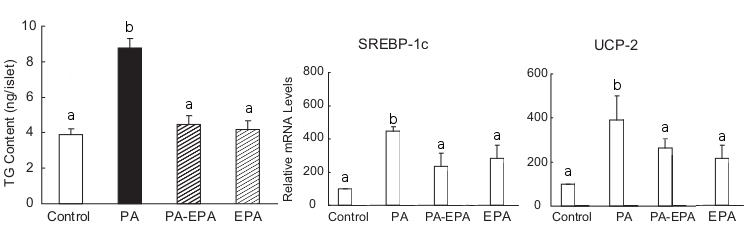 TG Content (ng/islet)
10
8
6
4
2
0
a
b
a
a
Control PA PA-EPA EPA
SREBP-1c
Relative mRNA Levels
800
600
400
200
0
a
b
a
a
Control PA PA-EPA EPA
UCP-2
600
400
200
0
a
b
a
a
Control PA PA-EPA EPA